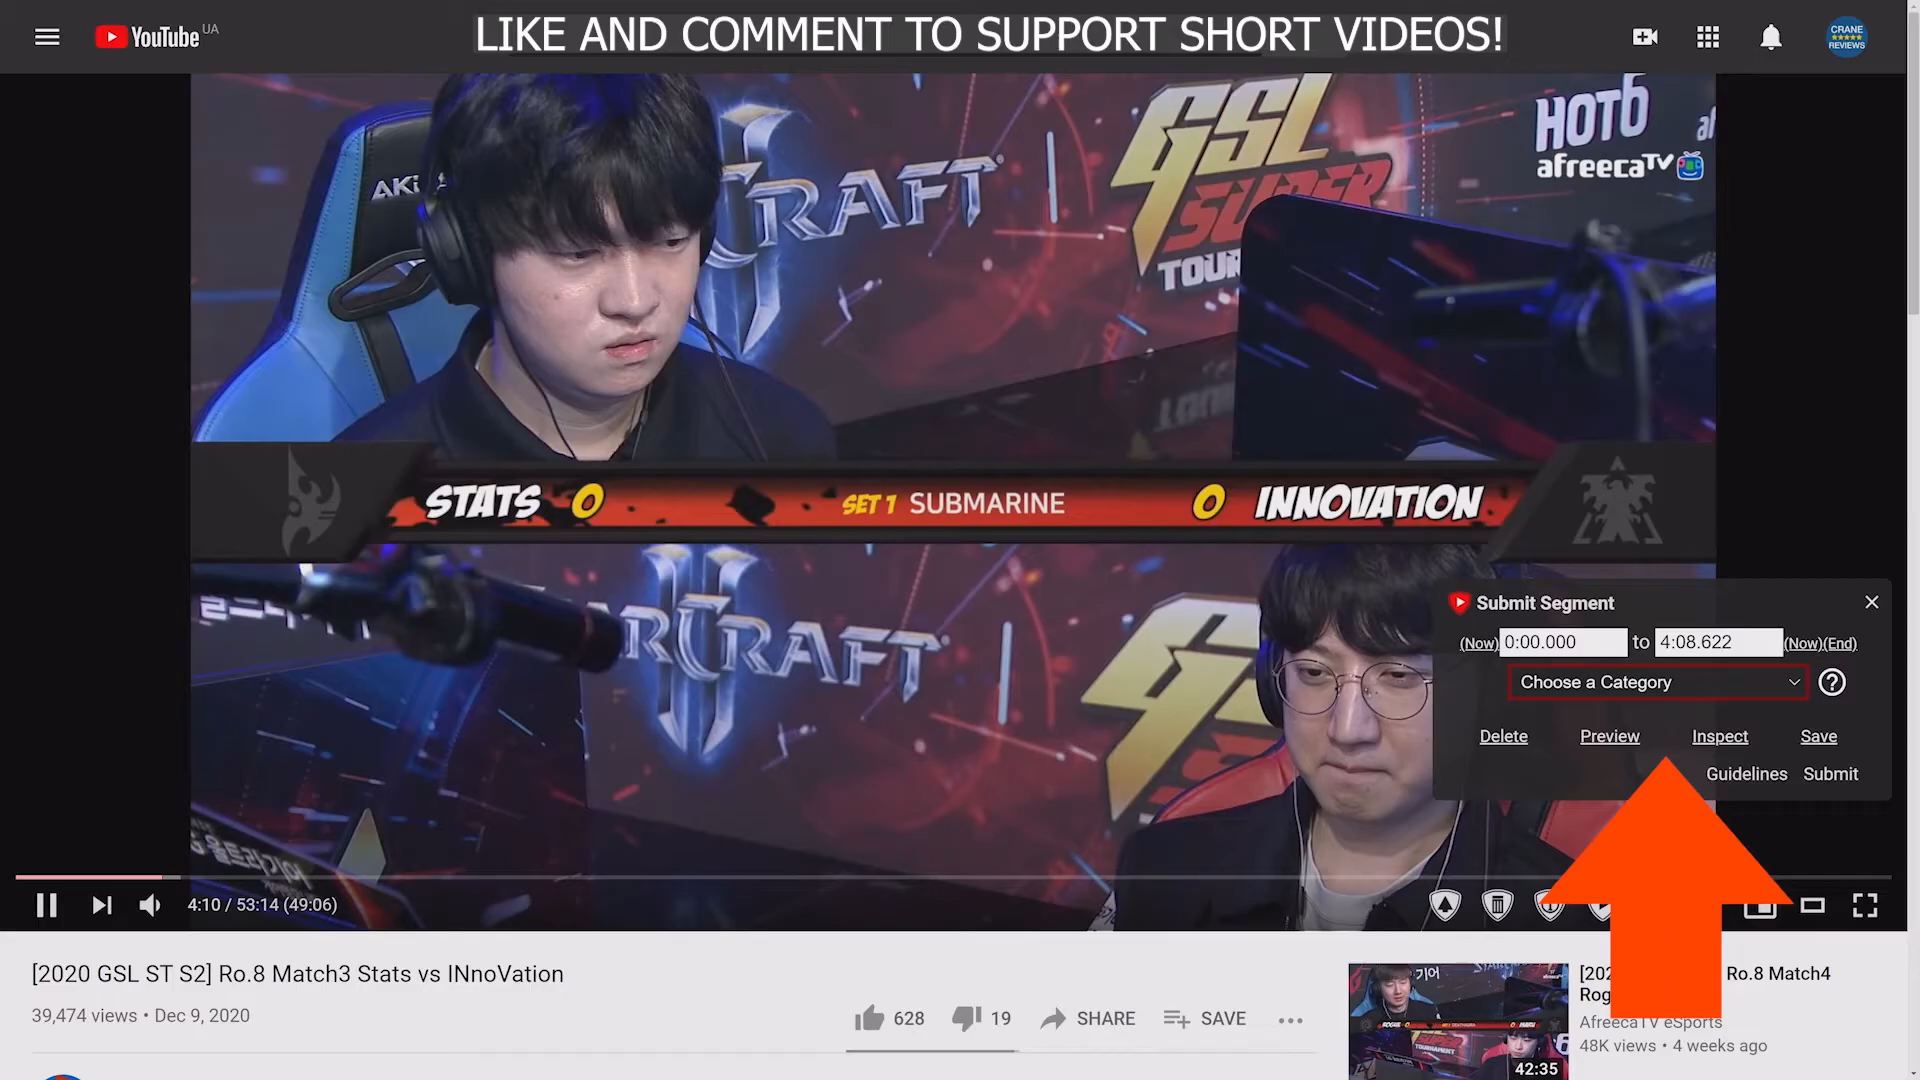 YouTube UA
LIKE AND COMMENT TO SUPPORT SHORT VIDEOS!
CRANE REVIEWS
RAFT
GSL
SUPER
TOUR
HOT6
afreecaTV
STATS 0
SET 1 SUBMARINE
0 INNOVATION
RCRAFT
GSL
Submit Segment
(Now) 0:00.000 to 4:08.622 (Now)(End)
Choose a Category
Delete Preview Inspect Save
Guidelines Submit
4:10 / 53:14 (49:06)
[2020 GSL ST S2] Ro.8 Match3 Stats vs INnoVation
39,474 views • Dec 9, 2020
628 19 SHARE SAVE
Ro.8 Match4
AfreecaTV eSports
48K views • 4 weeks ago
42:35